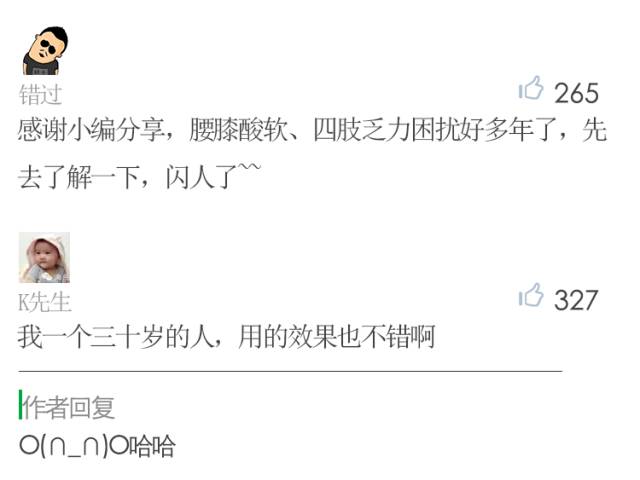 错过
265
感谢小编分享，腰膝酸软、四肢乏力困扰好多年了，先
去了解一下，闪人了~~
K先生
327
我一个三十岁的人，用的效果也不错啊
作者回复
O(∩_∩)O哈哈